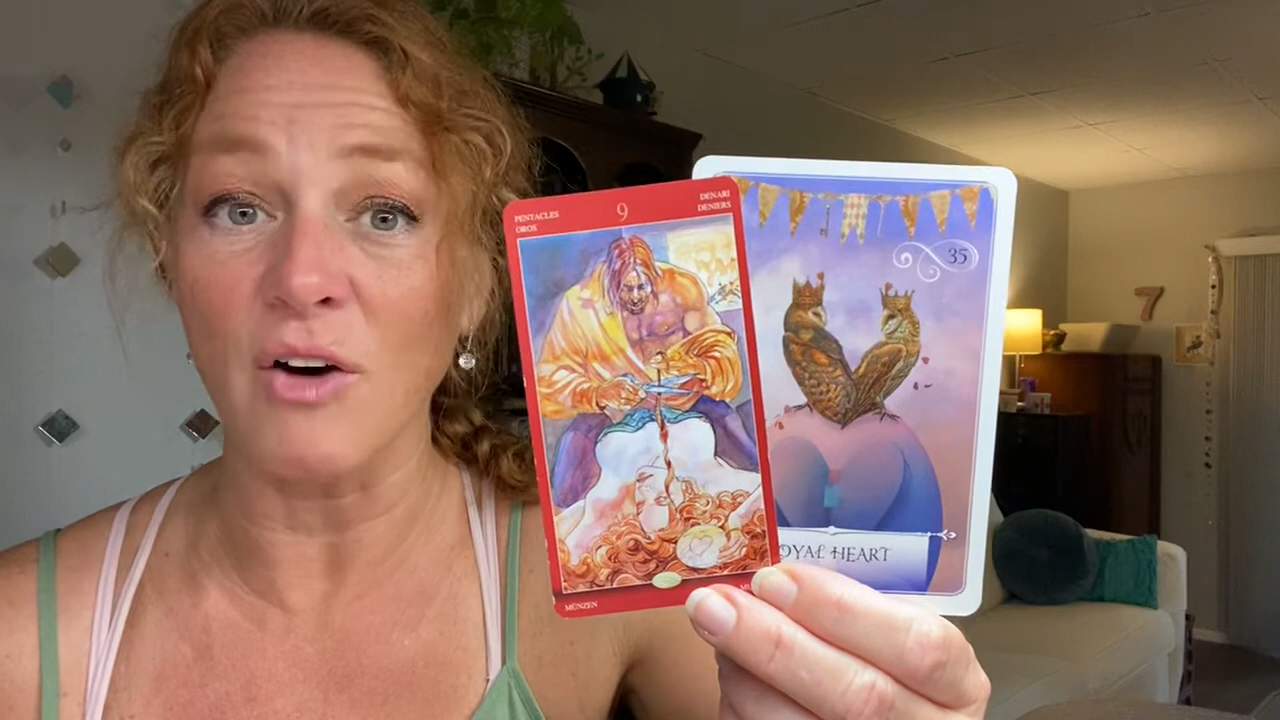 PENTACLES
OROS
9
DENARI
DENIERS
MÜNZEN
35
OYAL HEART
7